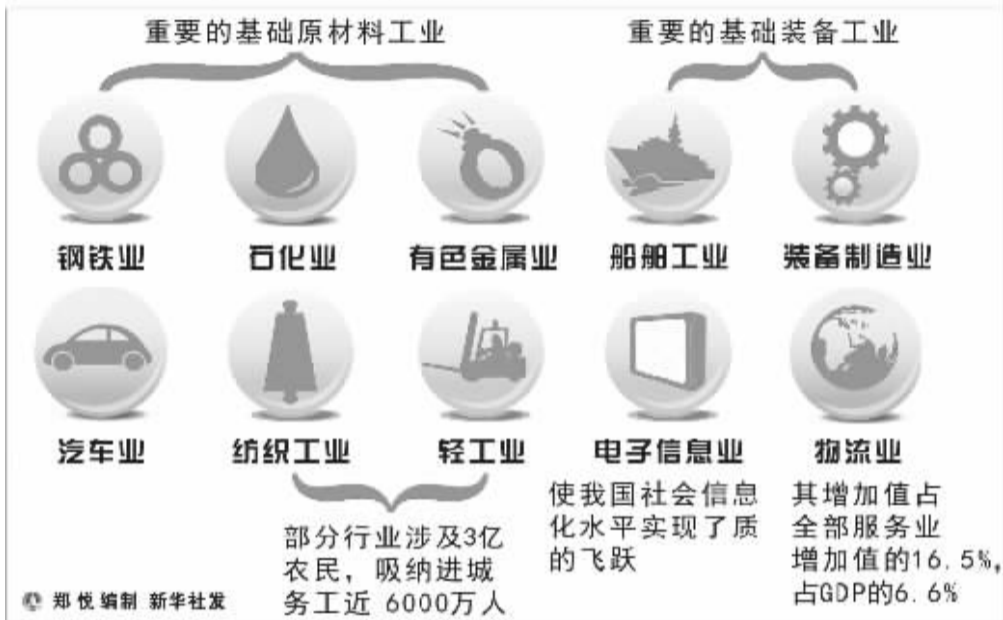 重要的基础原材料工业
重要的基础装备工业
钢铁业
石化业
有色金属业
船舶工业
装备制造业
汽车业
纺织工业
轻工业
电子信息业
物流业
部分行业涉及3亿
农民，吸纳进城
务工近 6000万人
使我国社会信息
化水平实现了质
的飞跃
其增加值占
全部服务业
增加值的16.5%，
占GDP的6.6%
郑悦编制 新华社发